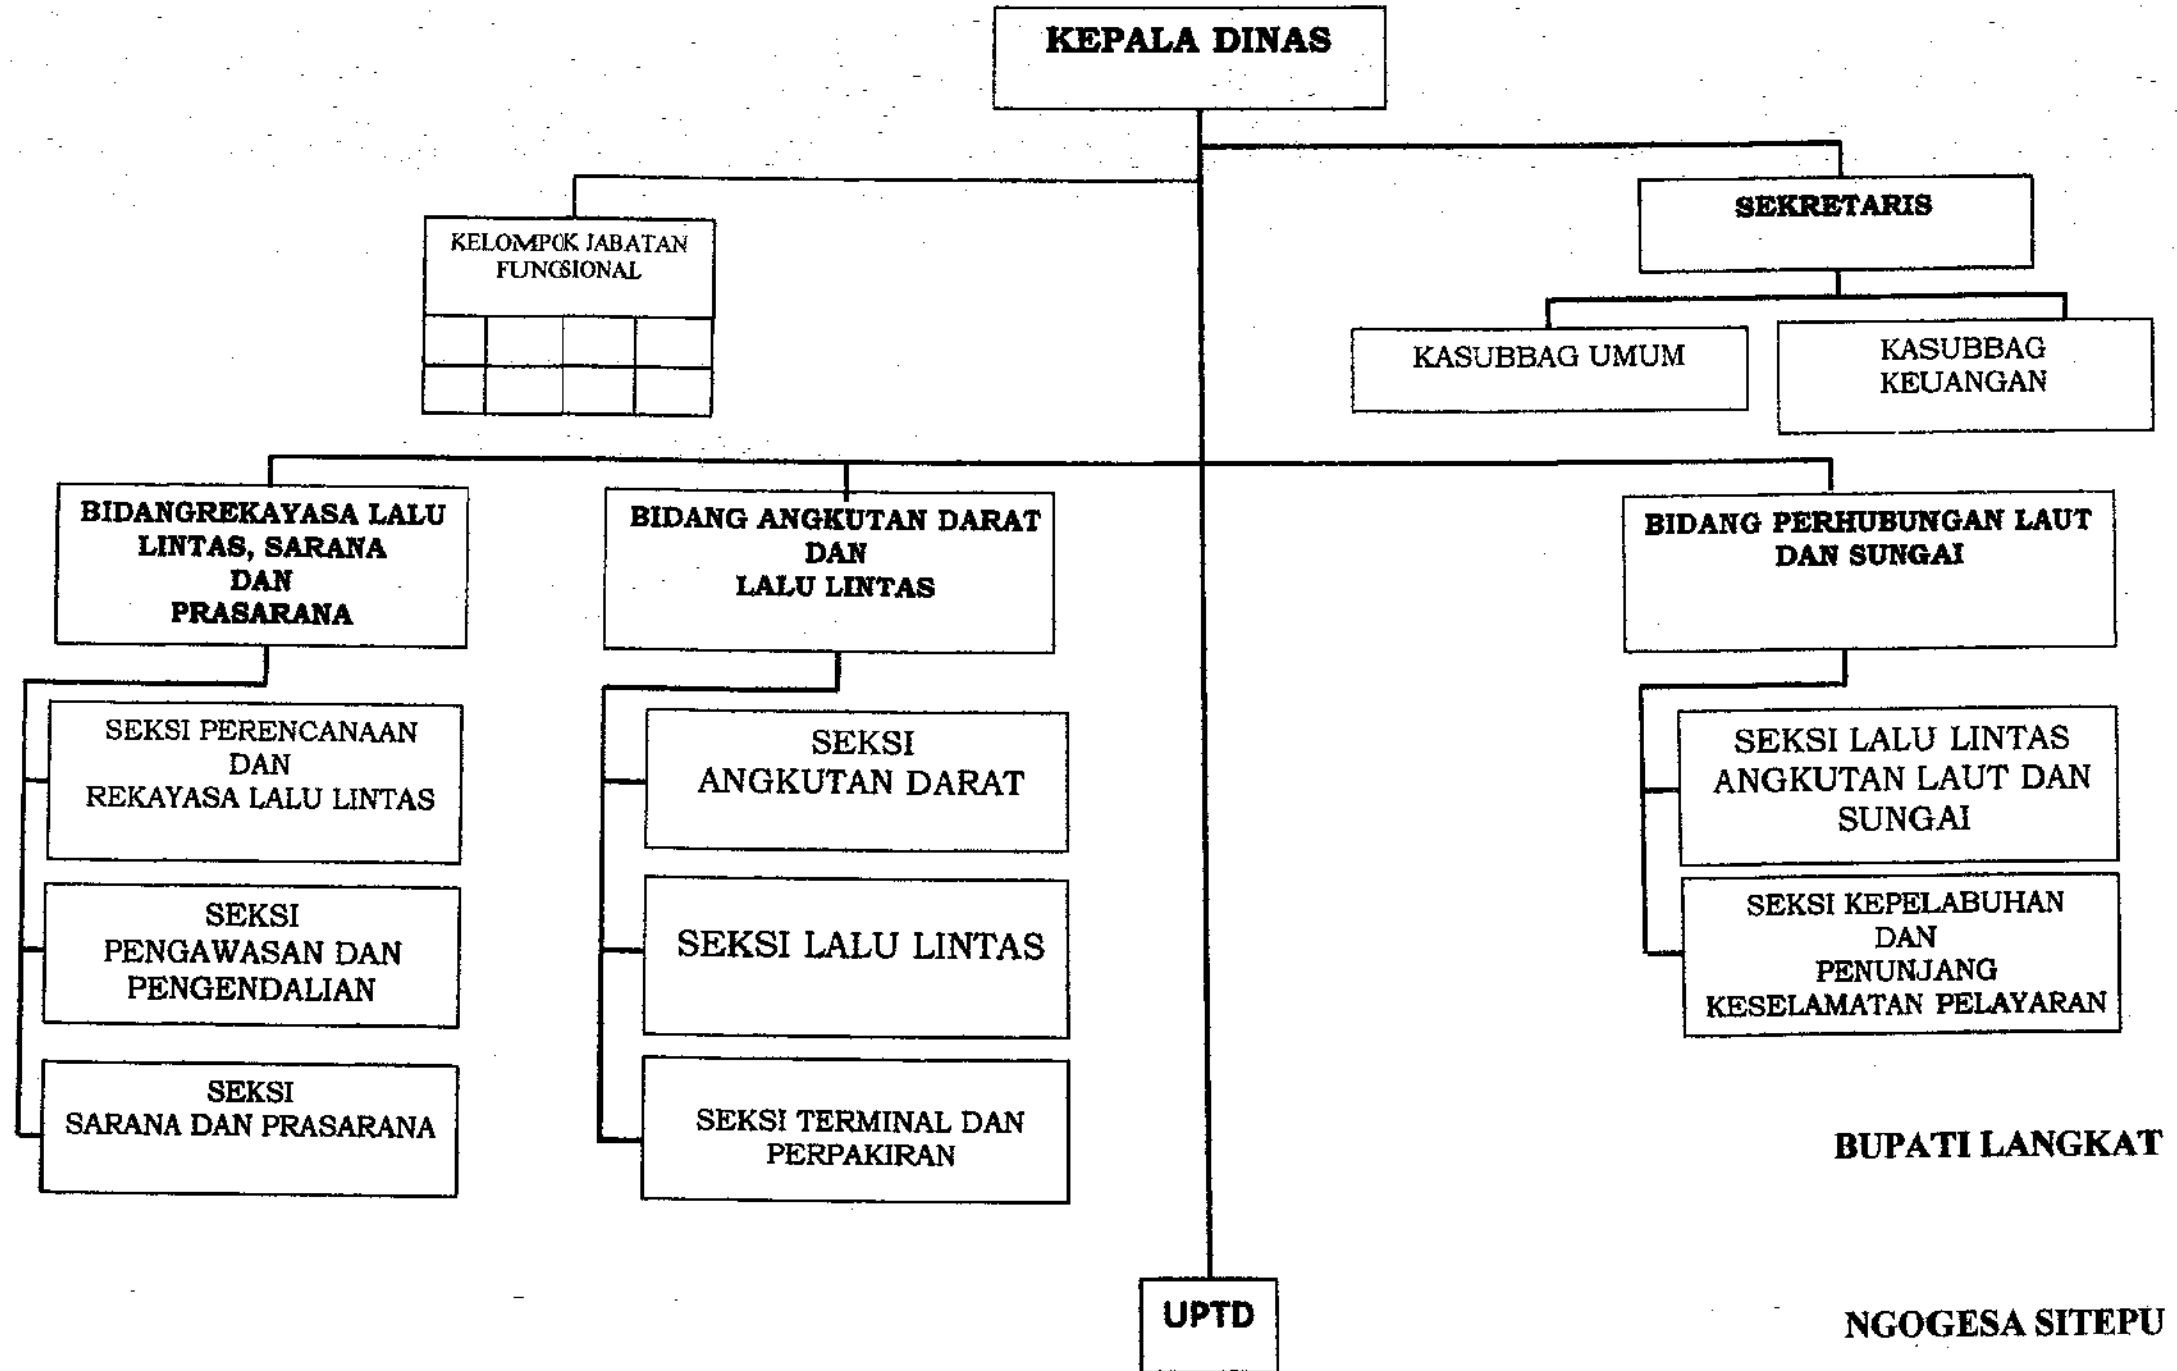 KEPALA DINAS
SEKRETARIS
KELOMPOK JABATAN
FUNGSIONAL
KASUBBAG UMUM
KASUBBAG
KEUANGAN
BIDANGREKAYASA LALU
LINTAS, SARANA
DAN
PRASARANA
BIDANG ANGKUTAN DARAT
DAN
LALU LINTAS
BIDANG PERHUBUNGAN LAUT
DAN SUNGAI
SEKSI PERENCANAAN
DAN
REKAYASA LALU LINTAS
SEKSI
PENGAWASAN DAN
PENGENDALIAN
SEKSI
SARANA DAN PRASARANA
SEKSI
ANGKUTAN DARAT
SEKSI LALU LINTAS
SEKSI TERMINAL DAN
PERPAKIRAN
SEKSI LALU LINTAS
ANGKUTAN LAUT DAN
SUNGAI
SEKSI KEPELABUHAN
DAN
PENUNJANG
KESELAMATAN PELAYARAN
BUPATI LANGKAT
UPTD
NGOGESA SITEPU